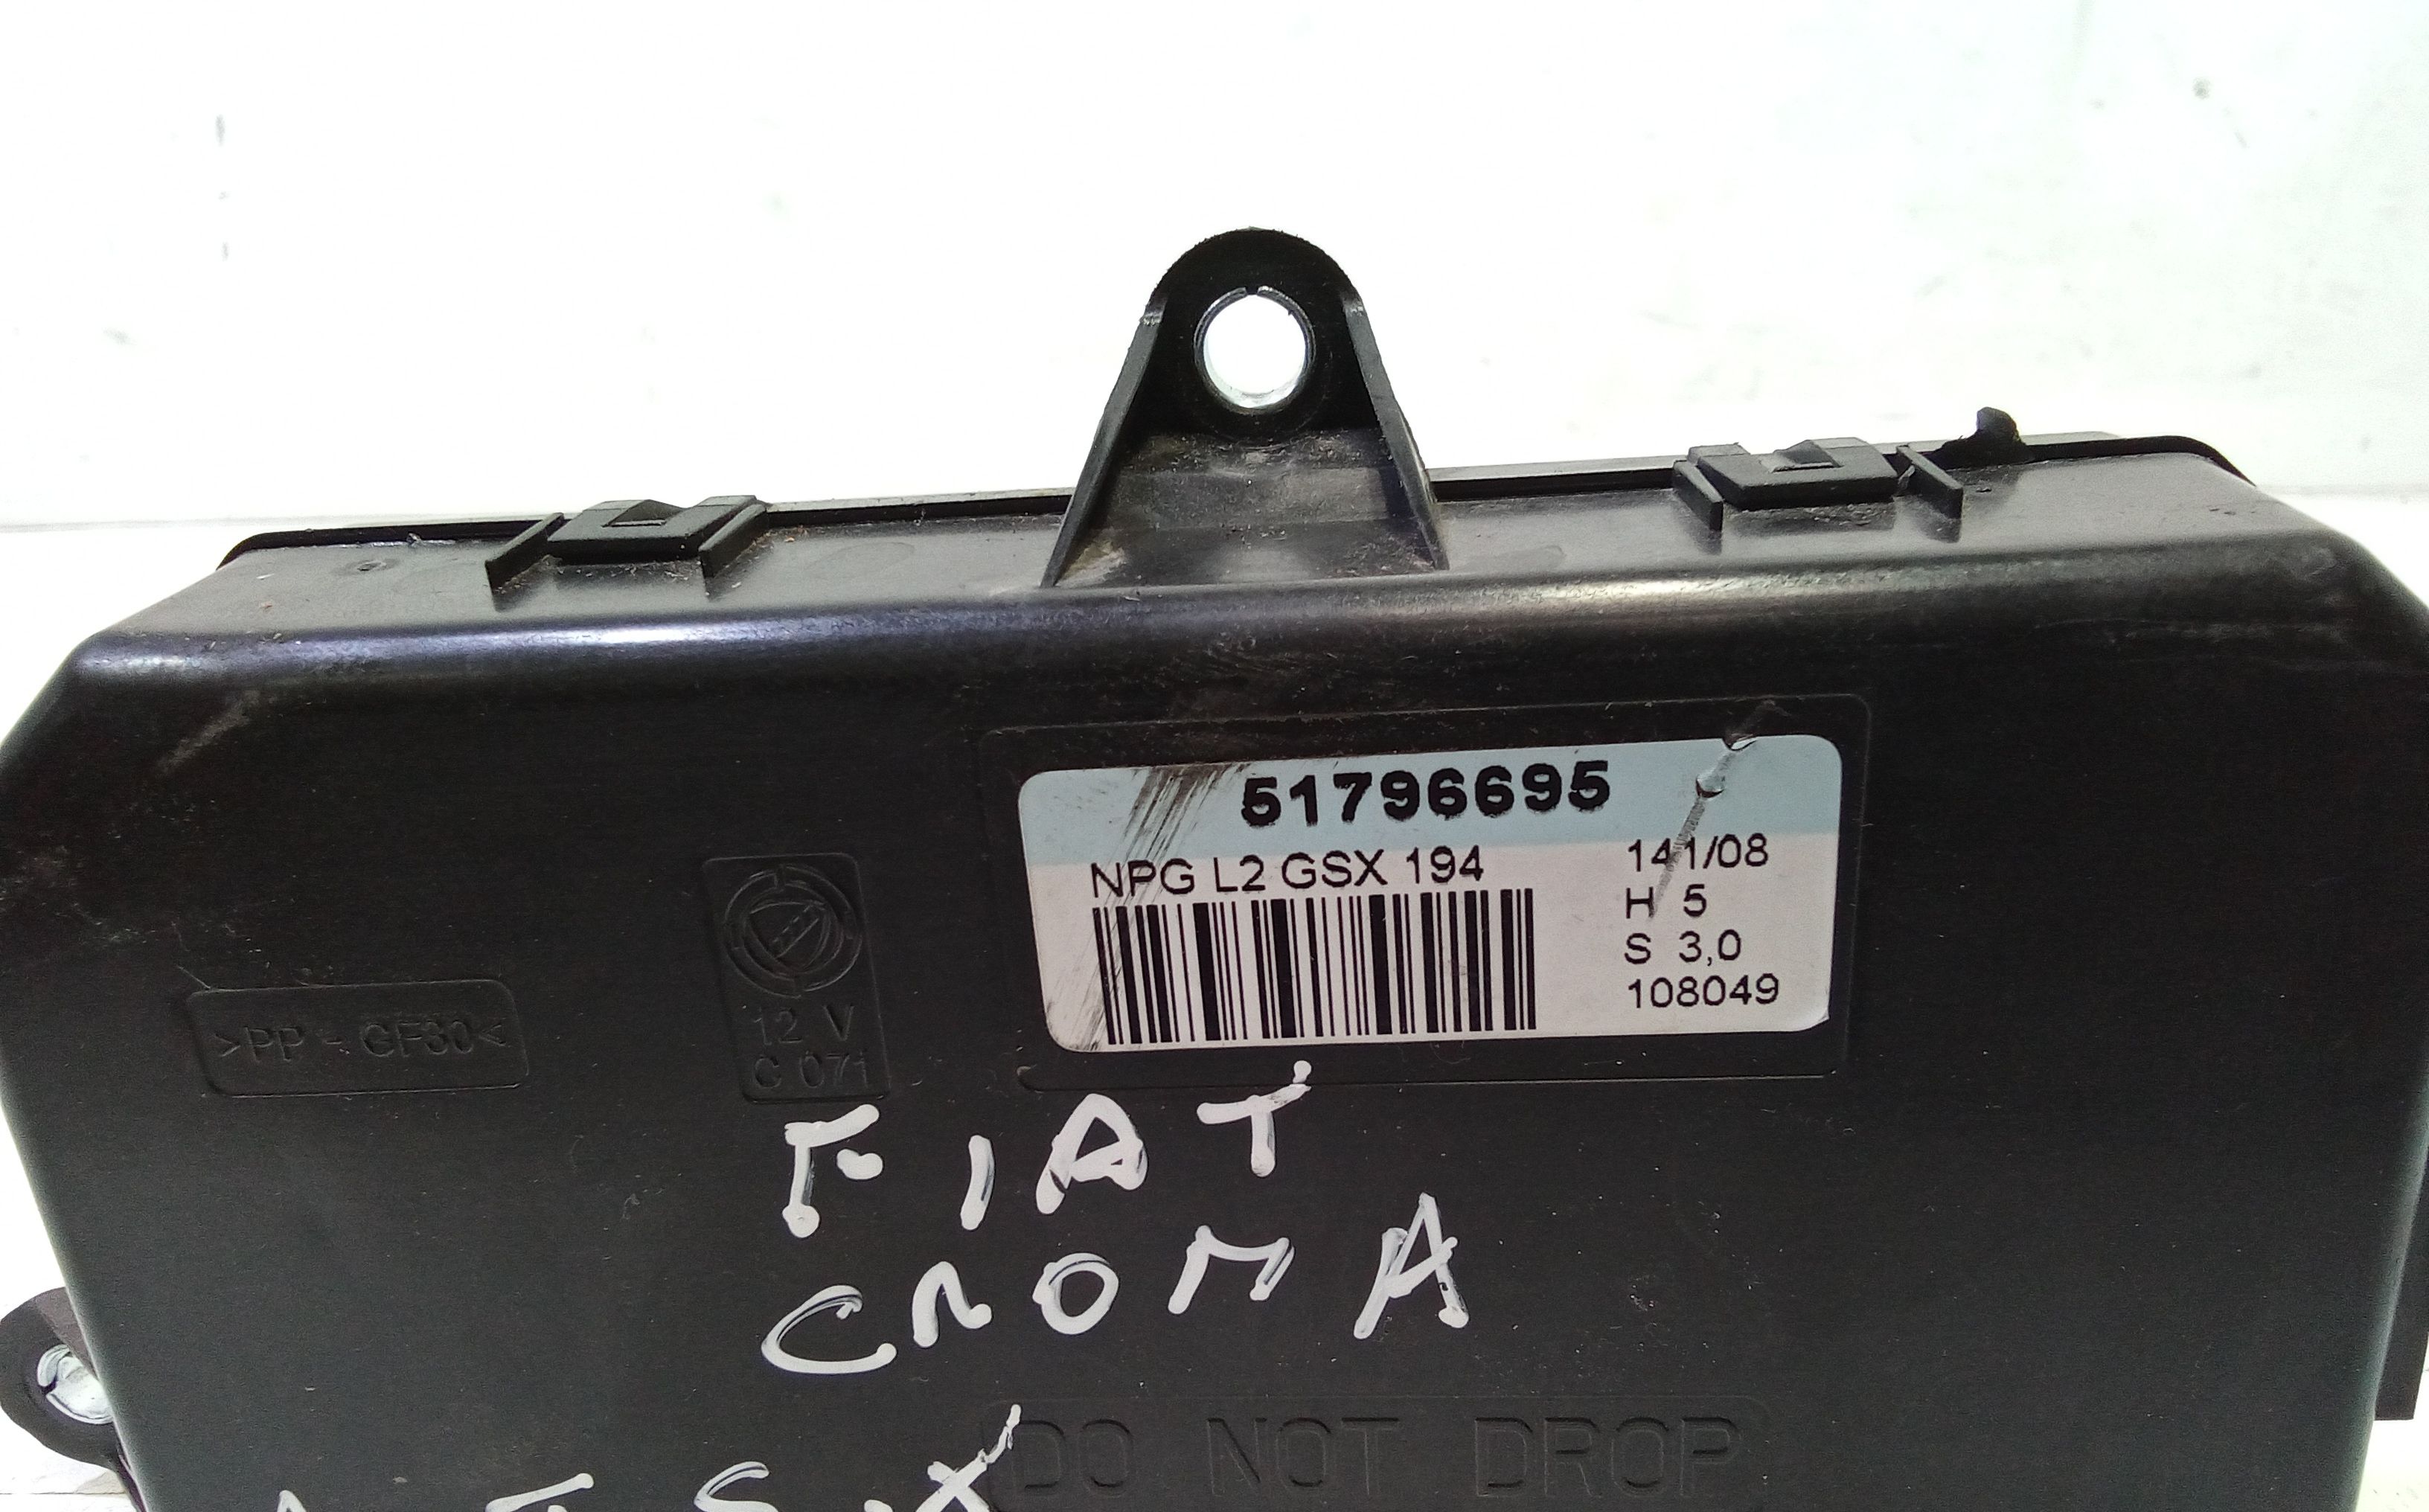 51796695
NPG L2 GSX 194
141/08
H 5
S 3,0
108049
>PP - GF30<
12 V
C 071
FIAT
CROMA
DO NOT DROP